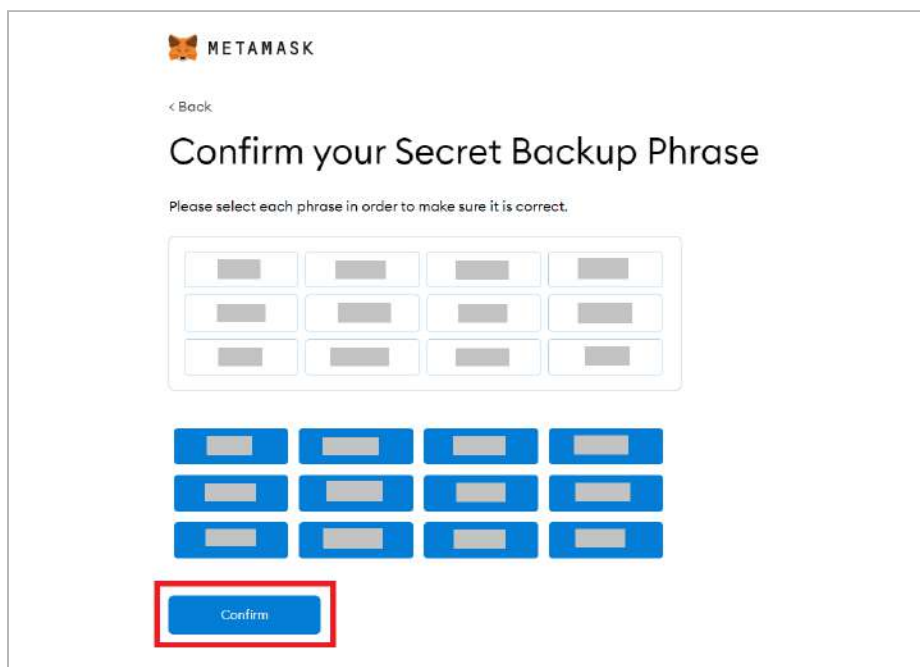 METAMASK
< Back
Confirm your Secret Backup Phrase
Please select each phrase in order to make sure it is correct.
Confirm